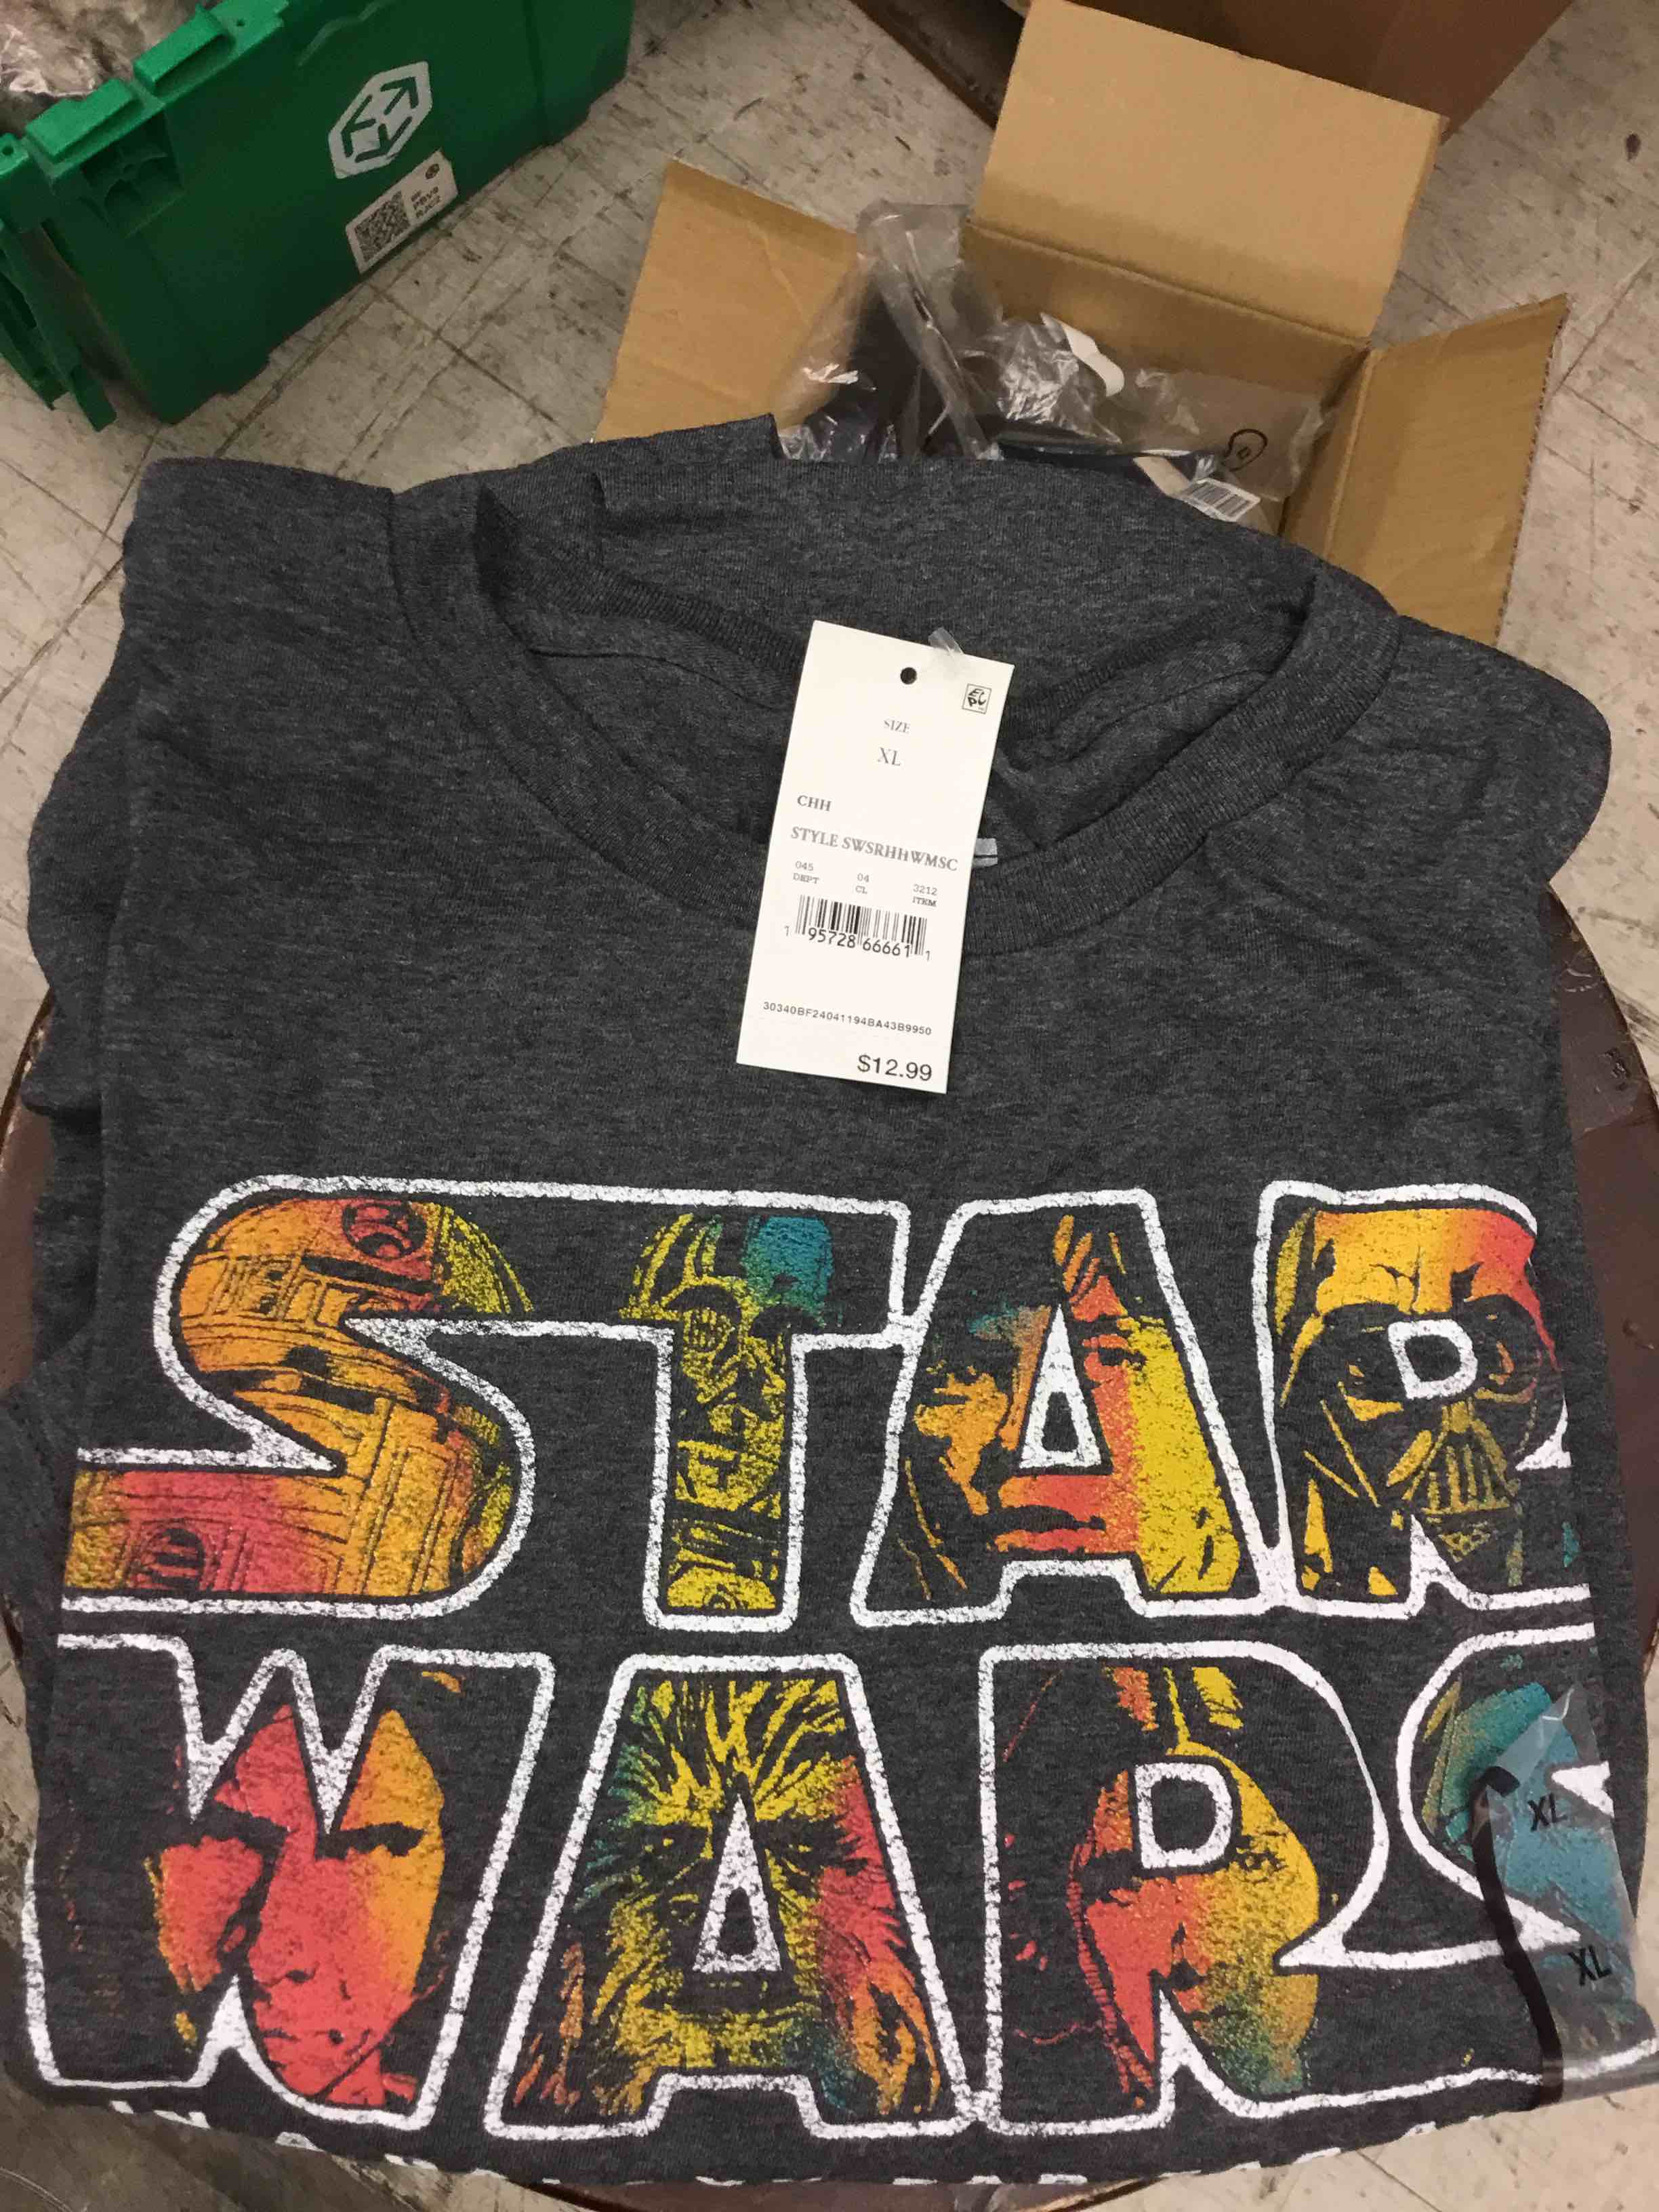 SIZE
XL
CHH
STYLE SWSRHHWMSC
045 04 3212
DEPT CL ITEM
1 95728 66661 1
30340BF24041194BA43B9950
$12.99
STAR
WARS
XL
XL